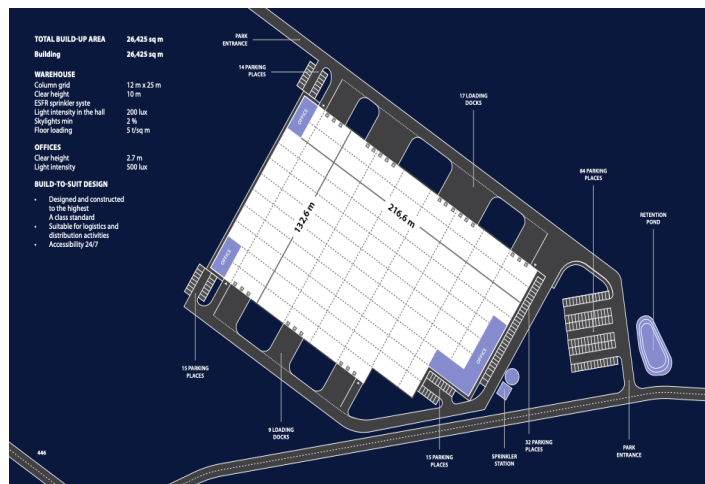 TOTAL BUILD-UP AREA 26,425 sq m
Building 26,425 sq m
WAREHOUSE
Column grid 12 m x 25 m
Clear height 10 m
ESFR sprinkler syste
Light intensity in the hall 200 lux
Skylights min 2 %
Floor loading 5 t/sq m
OFFICES
Clear height 2.7 m
Light intensity 500 lux
BUILD-TO-SUIT DESIGN
• Designed and constructed
to the highest
A class standard
• Suitable for logistics and
distribution activities
• Accessibility 24/7
PARK
ENTRANCE
14 PARKING
PLACES
OFFICE
17 LOADING
DOCKS
84 PARKING
PLACES
RETENTION
POND
132,6 m
216,6 m
OFFICE
OFFICE
15 PARKING
PLACES
9 LOADING
DOCKS
15 PARKING
PLACES
SPRINKLER
STATION
32 PARKING
PLACES
PARK
ENTRANCE
446